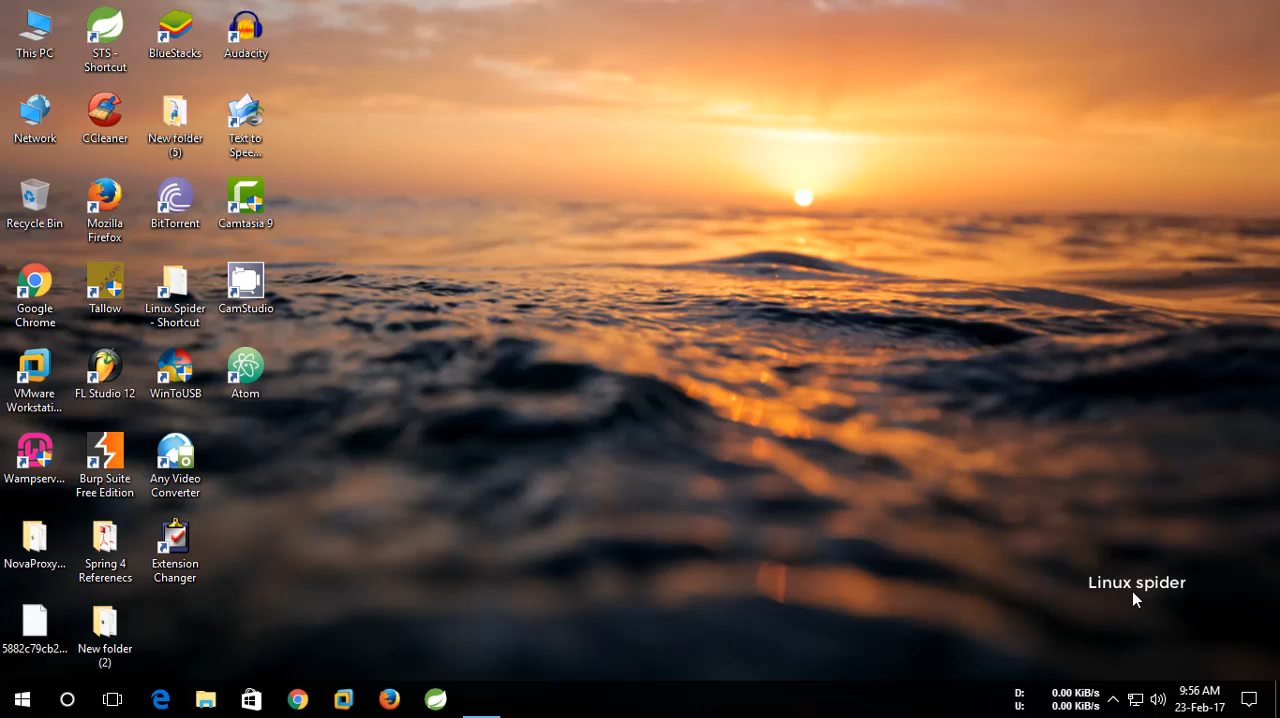 This PC
STS -
Shortcut
BlueStacks
Audacity
Network
CCleaner
New folder
(5)
Text to
Spee...
Recycle Bin
Mozilla
Firefox
BitTorrent
Camtasia 9
Google
Chrome
Tallow
Linux Spider
- Shortcut
CamStudio
VMware
Workstati...
FL Studio 12
WinToUSB
Atom
Wampserv...
Burp Suite
Free Edition
Any Video
Converter
NovaProxy...
Spring 4
Referenecs
Extension
Changer
5882c79cb2...
New folder
(2)
Linux spider
D: 0.00 KiB/s
U: 0.00 KiB/s
9:56 AM
23-Feb-17